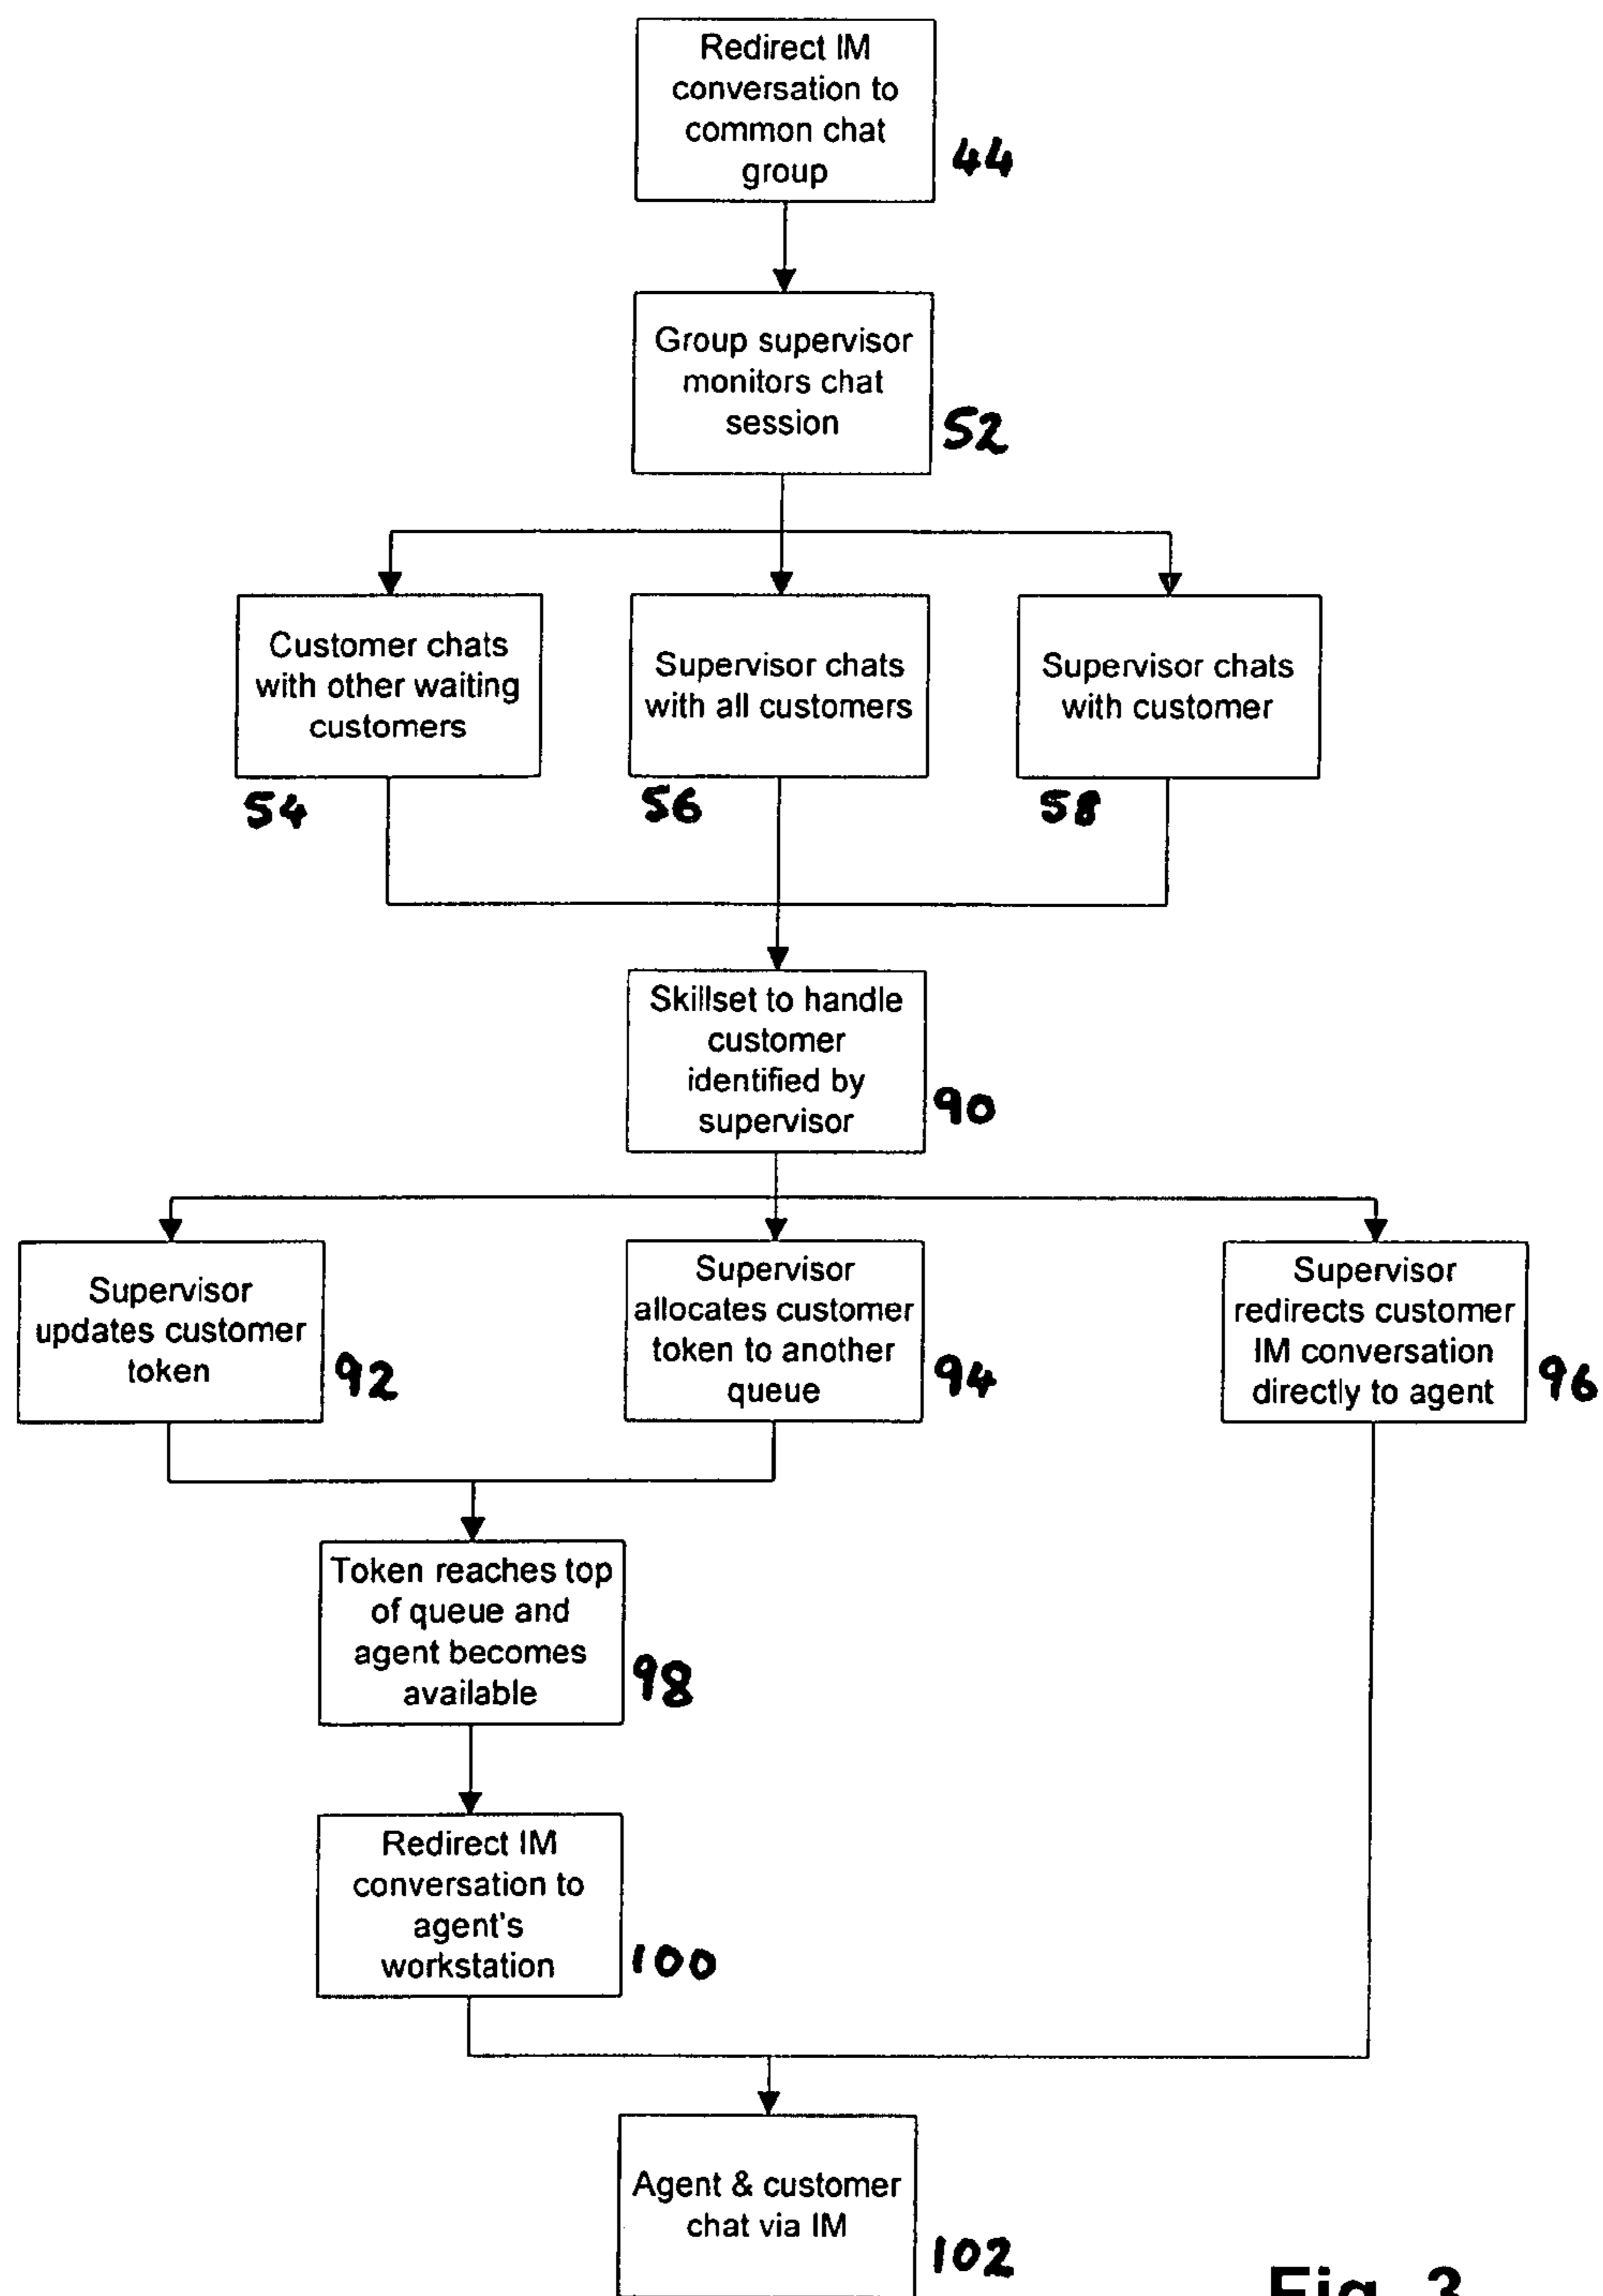 Redirect IM
conversation to
common chat
group
44
Group supervisor
monitors chat
session
52
Customer chats
with other waiting
customers
54
Supervisor chats
with all customers
56
Supervisor chats
with customer
58
Skillset to handle
customer
identified by
supervisor
90
Supervisor
updates customer
token
92
Supervisor
allocates customer
token to another
queue
94
Supervisor
redirects customer
IM conversation
directly to agent
96
Token reaches top
of queue and
agent becomes
available
98
Redirect IM
conversation to
agent's
workstation
100
Agent & customer
chat via IM
102
Fig. 3